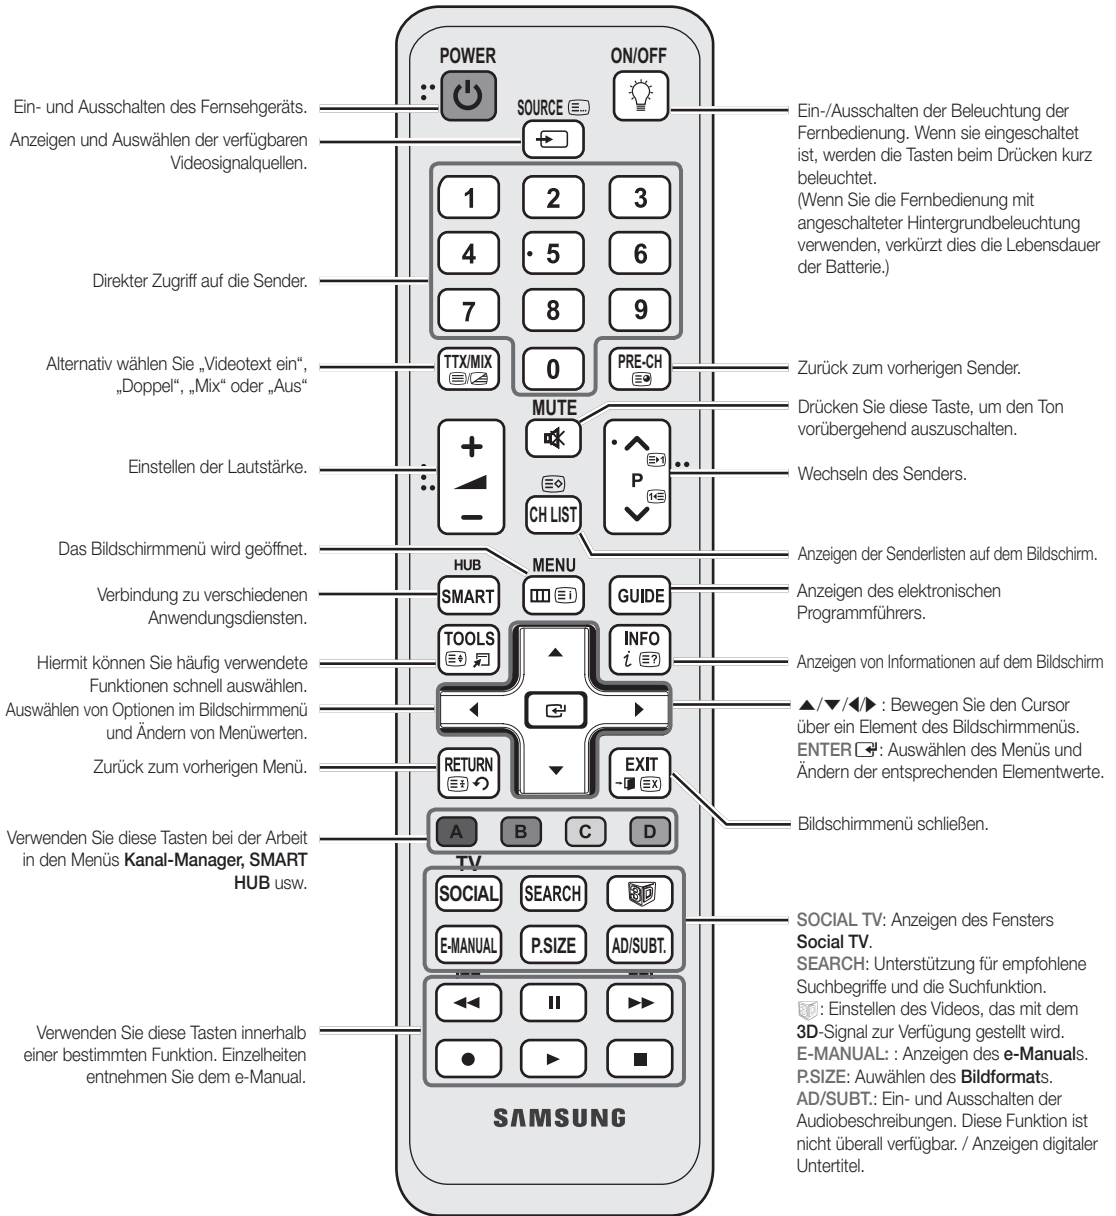 POWER
ON/OFF
Ein- und Ausschalten des Fernsehgeräts.
SOURCE
Anzeigen und Auswählen der verfügbaren
Videosignalquellen.
Ein-/Ausschalten der Beleuchtung der
Fernbedienung. Wenn sie eingeschaltet
ist, werden die Tasten beim Drücken kurz
beleuchtet.
(Wenn Sie die Fernbedienung mit
angeschalteter Hintergrundbeleuchtung
verwenden, verkürzt dies die Lebensdauer
der Batterie.)
1 2 3
4 5 6
Direkter Zugriff auf die Sender.
7 8 9
Alternativ wählen Sie „Videotext ein“,
„Doppel“, „Mix“ oder „Aus“
TTX/MIX 0 PRE-CH
Zurück zum vorherigen Sender.
MUTE
Drücken Sie diese Taste, um den Ton
vorübergehend auszuschalten.
+
Einstellen der Lautstärke.
P
Wechseln des Senders.
−
CH LIST
Das Bildschirmmenü wird geöffnet.
Anzeigen der Senderlisten auf dem Bildschirm.
HUB MENU
SMART GUIDE
Verbindung zu verschiedenen
Anwendungsdiensten.
Anzeigen des elektronischen
Programmführers.
TOOLS INFO
Hiermit können Sie häufig verwendete
Funktionen schnell auswählen.
Anzeigen von Informationen auf dem Bildschirm
Auswählen von Optionen im Bildschirmmenü
und Ändern von Menüwerten.
▲/▼/◀/▶ : Bewegen Sie den Cursor
über ein Element des Bildschirmmenüs.
ENTER : Auswählen des Menüs und
Ändern der entsprechenden Elementwerte.
Zurück zum vorherigen Menü.
RETURN EXIT
Bildschirmmenü schließen.
A B C D
Verwenden Sie diese Tasten bei der Arbeit
in den Menüs Kanal-Manager, SMART
HUB usw.
TV
SOCIAL SEARCH 3D
E-MANUAL P.SIZE AD/SUBT.
SOCIAL TV: Anzeigen des Fensters
Social TV.
SEARCH: Unterstützung für empfohlene
Suchbegriffe und die Suchfunktion.
3D: Einstellen des Videos, das mit dem
3D-Signal zur Verfügung gestellt wird.
E-MANUAL: : Anzeigen des e-Manuals.
P.SIZE: Auwählen des Bildformats.
AD/SUBT.: Ein- und Ausschalten der
Audiobeschreibungen. Diese Funktion ist
nicht überall verfügbar. / Anzeigen digitaler
Untertitel.
Verwenden Sie diese Tasten innerhalb
einer bestimmten Funktion. Einzelheiten
entnehmen Sie dem e-Manual.
SAMSUNG